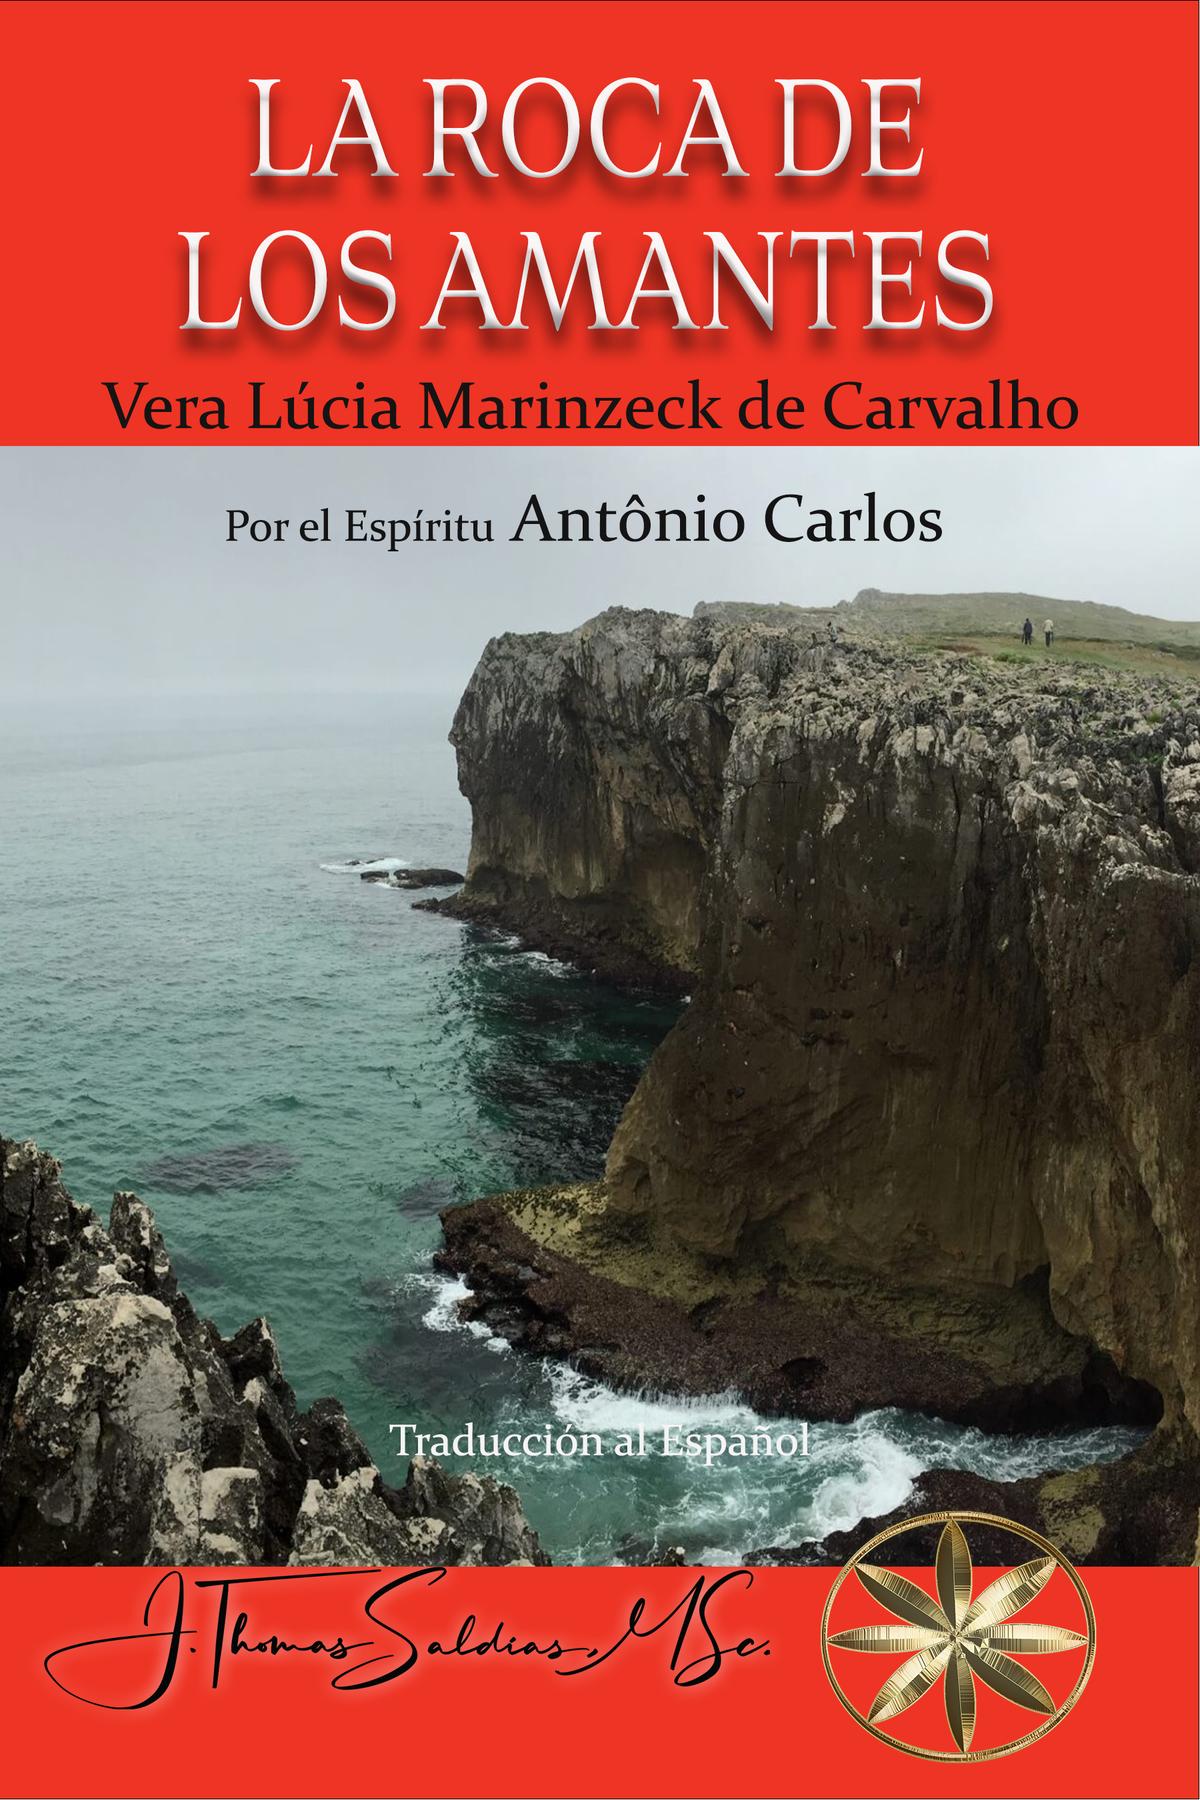 LA ROCA DE
LOS AMANTES
Vera Lúcia Marinzeck de Carvalho
Por el Espíritu Antônio Carlos
Traducción al Español
J. Thomas Saldias, MSc.